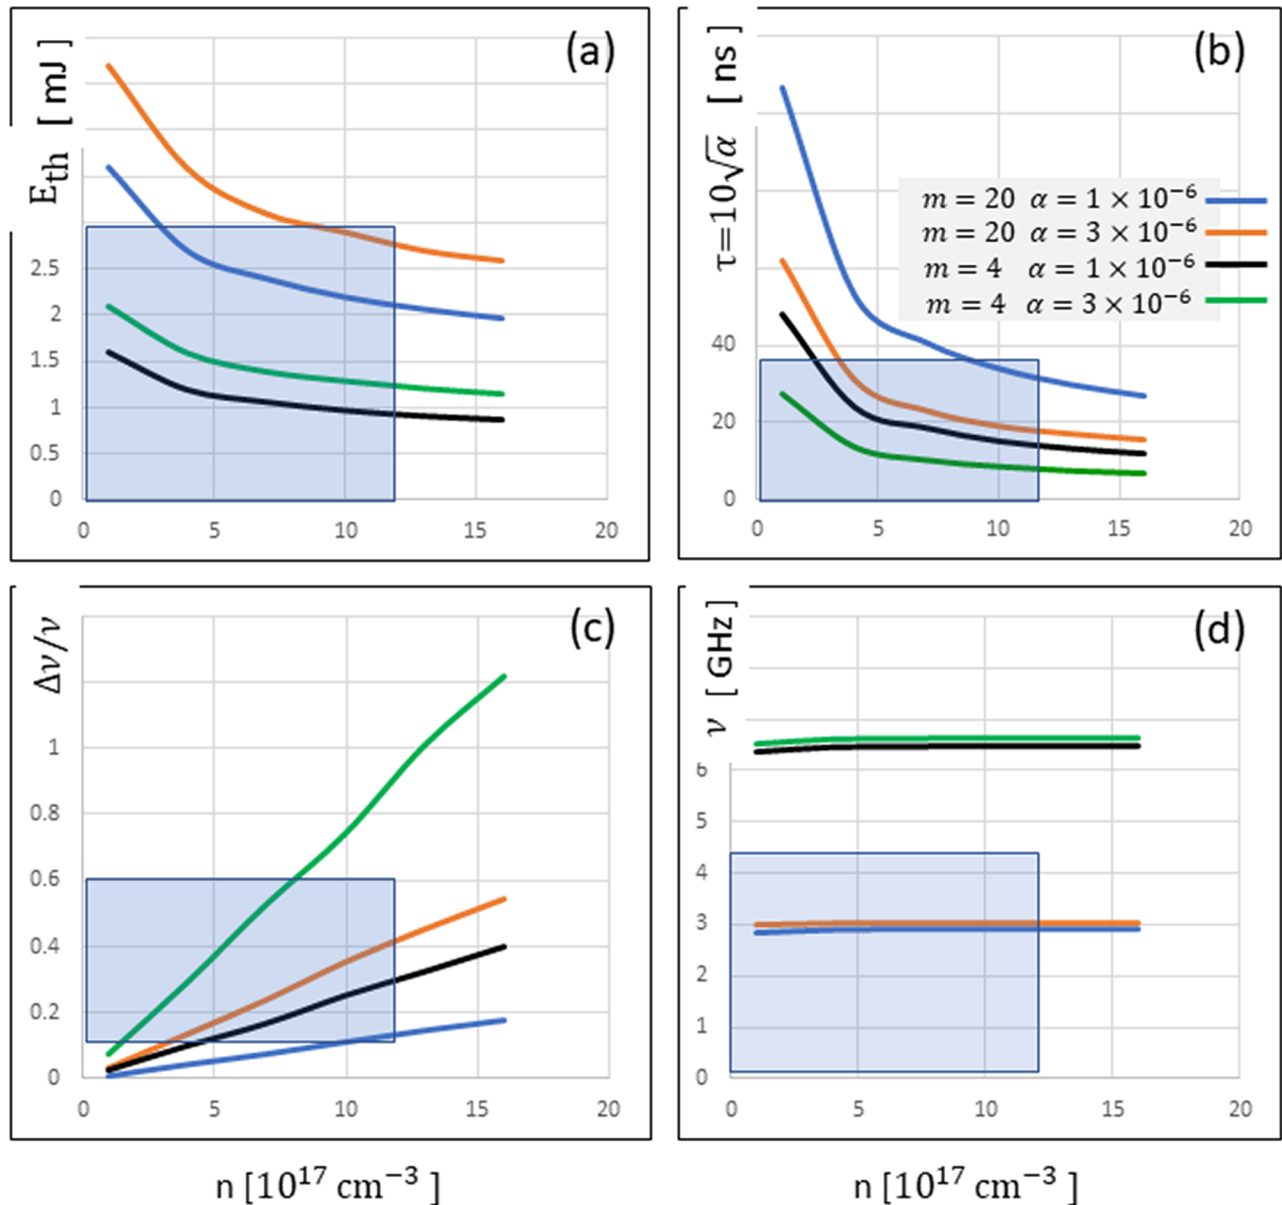 (a)
E_th [ mJ ]
2.5
2
1.5
1
0.5
0
0 5 10 15 20
(b)
τ=10√α [ ns ]
m = 20 α = 1 × 10⁻⁶
m = 20 α = 3 × 10⁻⁶
m = 4 α = 1 × 10⁻⁶
m = 4 α = 3 × 10⁻⁶
40
20
0
0 5 10 15 20
(c)
Δν/ν
1
0.8
0.6
0.4
0.2
0
0 5 10 15 20
n [10¹⁷ cm⁻³ ]
(d)
ν [ GHz ]
6
5
4
3
2
1
0
0 5 10 15 20
n [10¹⁷ cm⁻³ ]